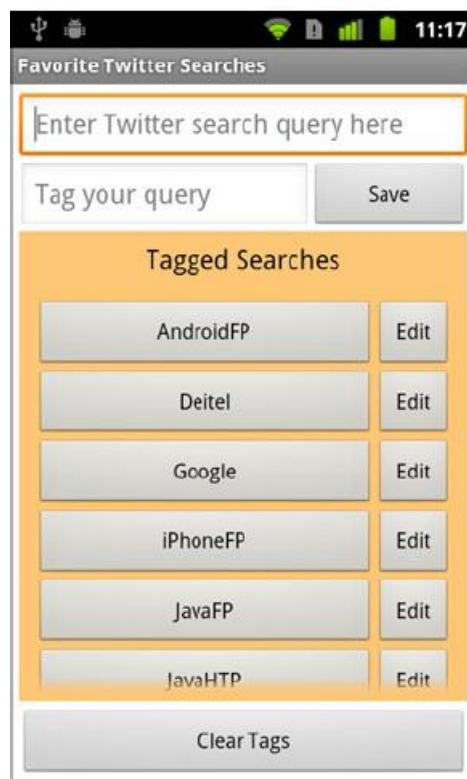 11:17
Favorite Twitter Searches
Enter Twitter search query here
Tag your query Save
Tagged Searches
AndroidFP Edit
Deitel Edit
Google Edit
iPhoneFP Edit
JavaFP Edit
JavaHTP Edit
Clear Tags